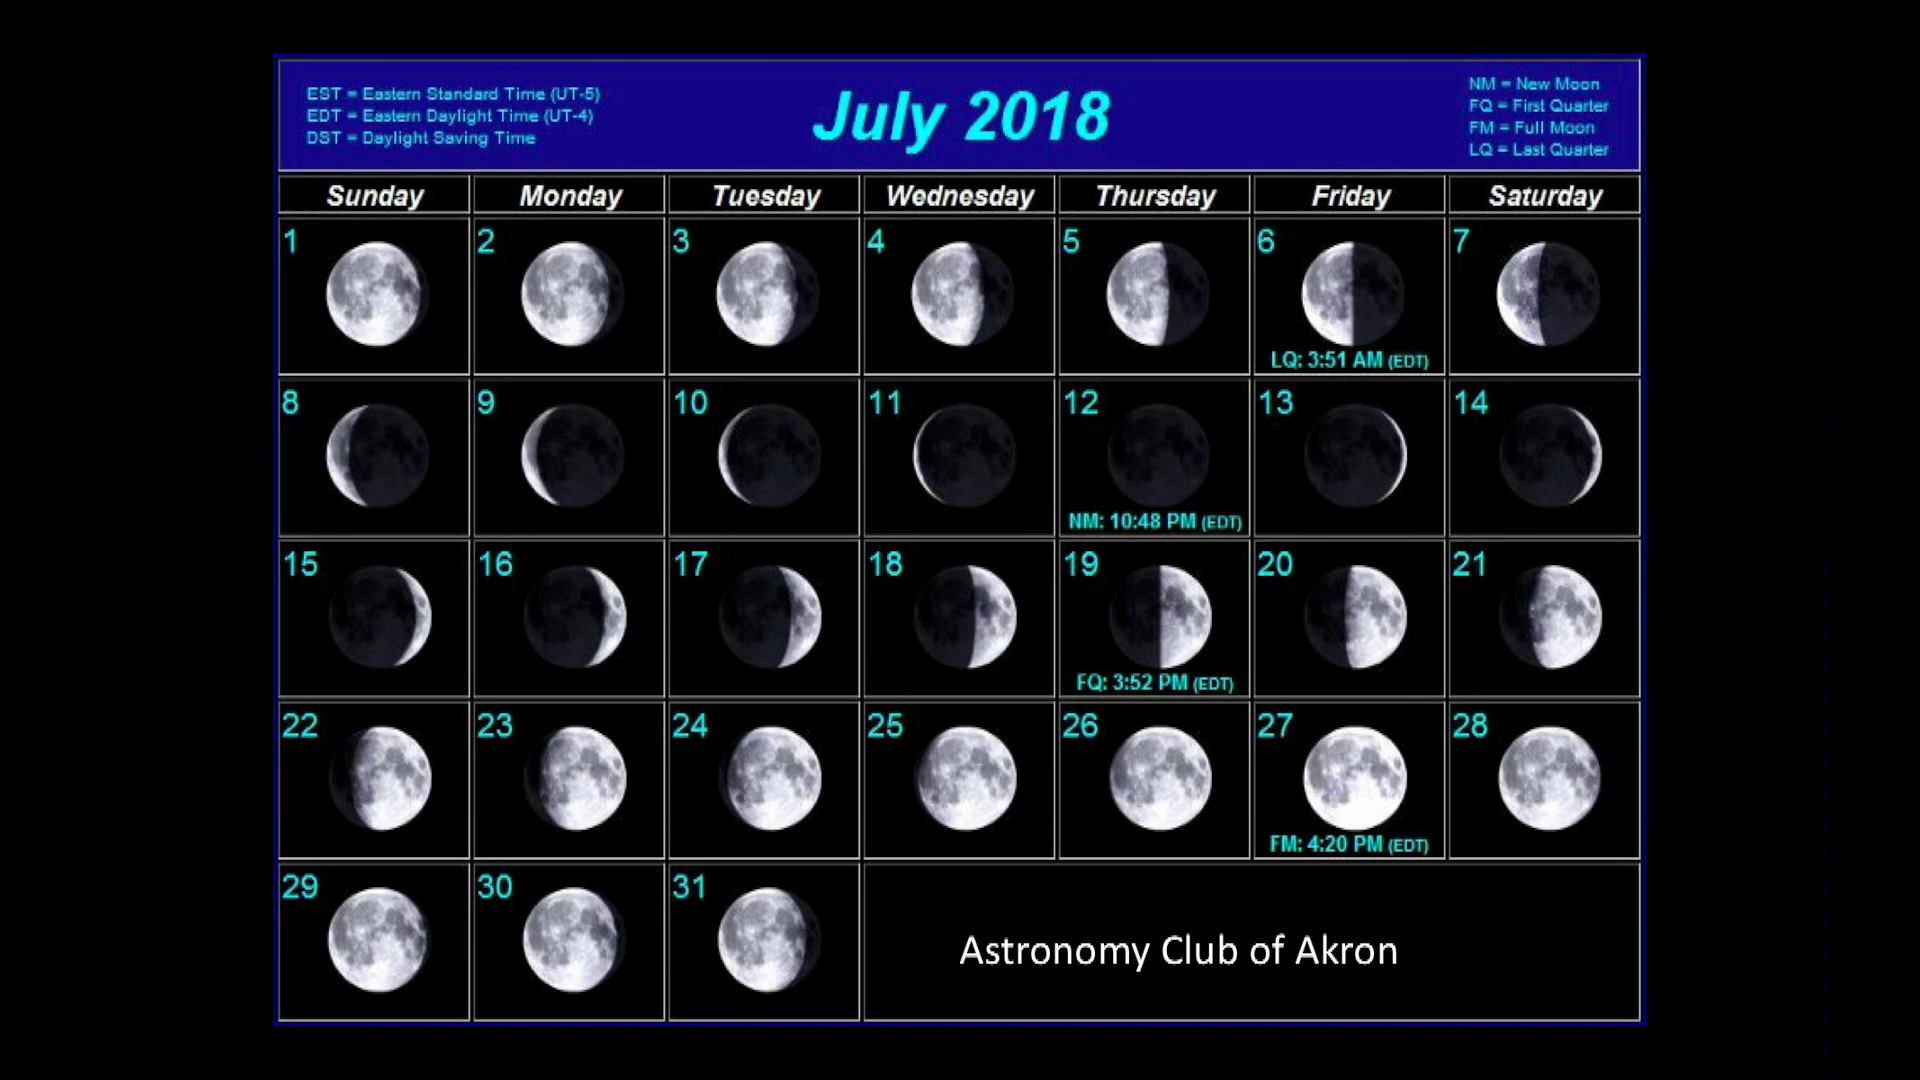 EST = Eastern Standard Time (UT-5)
EDT = Eastern Daylight Time (UT-4)
DST = Daylight Saving Time
July 2018
NM = New Moon
FQ = First Quarter
FM = Full Moon
LQ = Last Quarter
Sunday Monday Tuesday Wednesday Thursday Friday Saturday
1 2 3 4 5 6 7
LQ: 3:51 AM (EDT)
8 9 10 11 12 13 14
NM: 10:48 PM (EDT)
15 16 17 18 19 20 21
FQ: 3:52 PM (EDT)
22 23 24 25 26 27 28
FM: 4:20 PM (EDT)
29 30 31
Astronomy Club of Akron